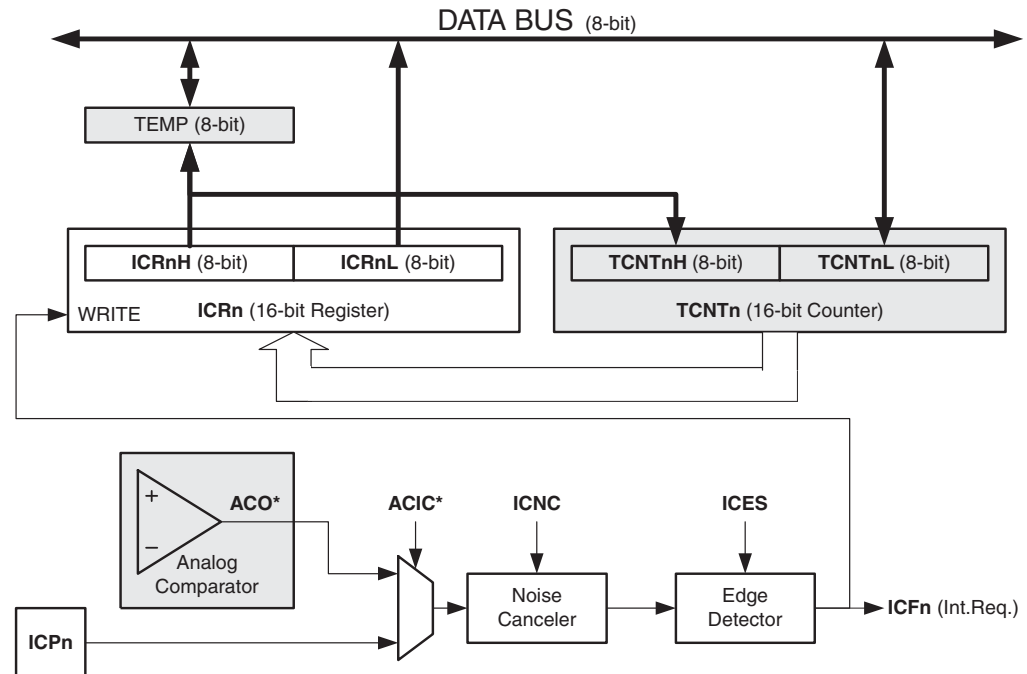 DATA BUS (8-bit)
TEMP (8-bit)
ICRnH (8-bit)
ICRnL (8-bit)
TCNTnH (8-bit)
TCNTnL (8-bit)
WRITE
ICRn (16-bit Register)
TCNTn (16-bit Counter)
+
−
ACO*
Analog
Comparator
ACIC*
ICNC
ICES
Noise
Canceler
Edge
Detector
ICFn (Int.Req.)
ICPn